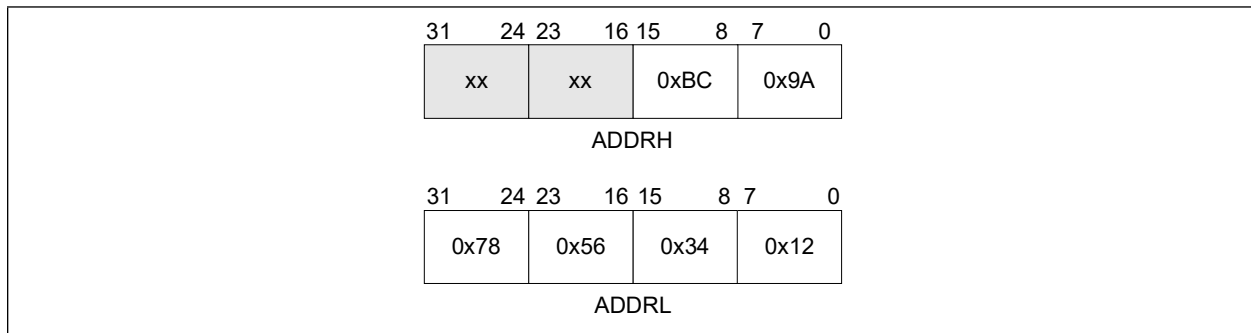 31 24 23 16 15 8 7 0
xx xx 0xBC 0x9A
ADDRH
31 24 23 16 15 8 7 0
0x78 0x56 0x34 0x12
ADDRL